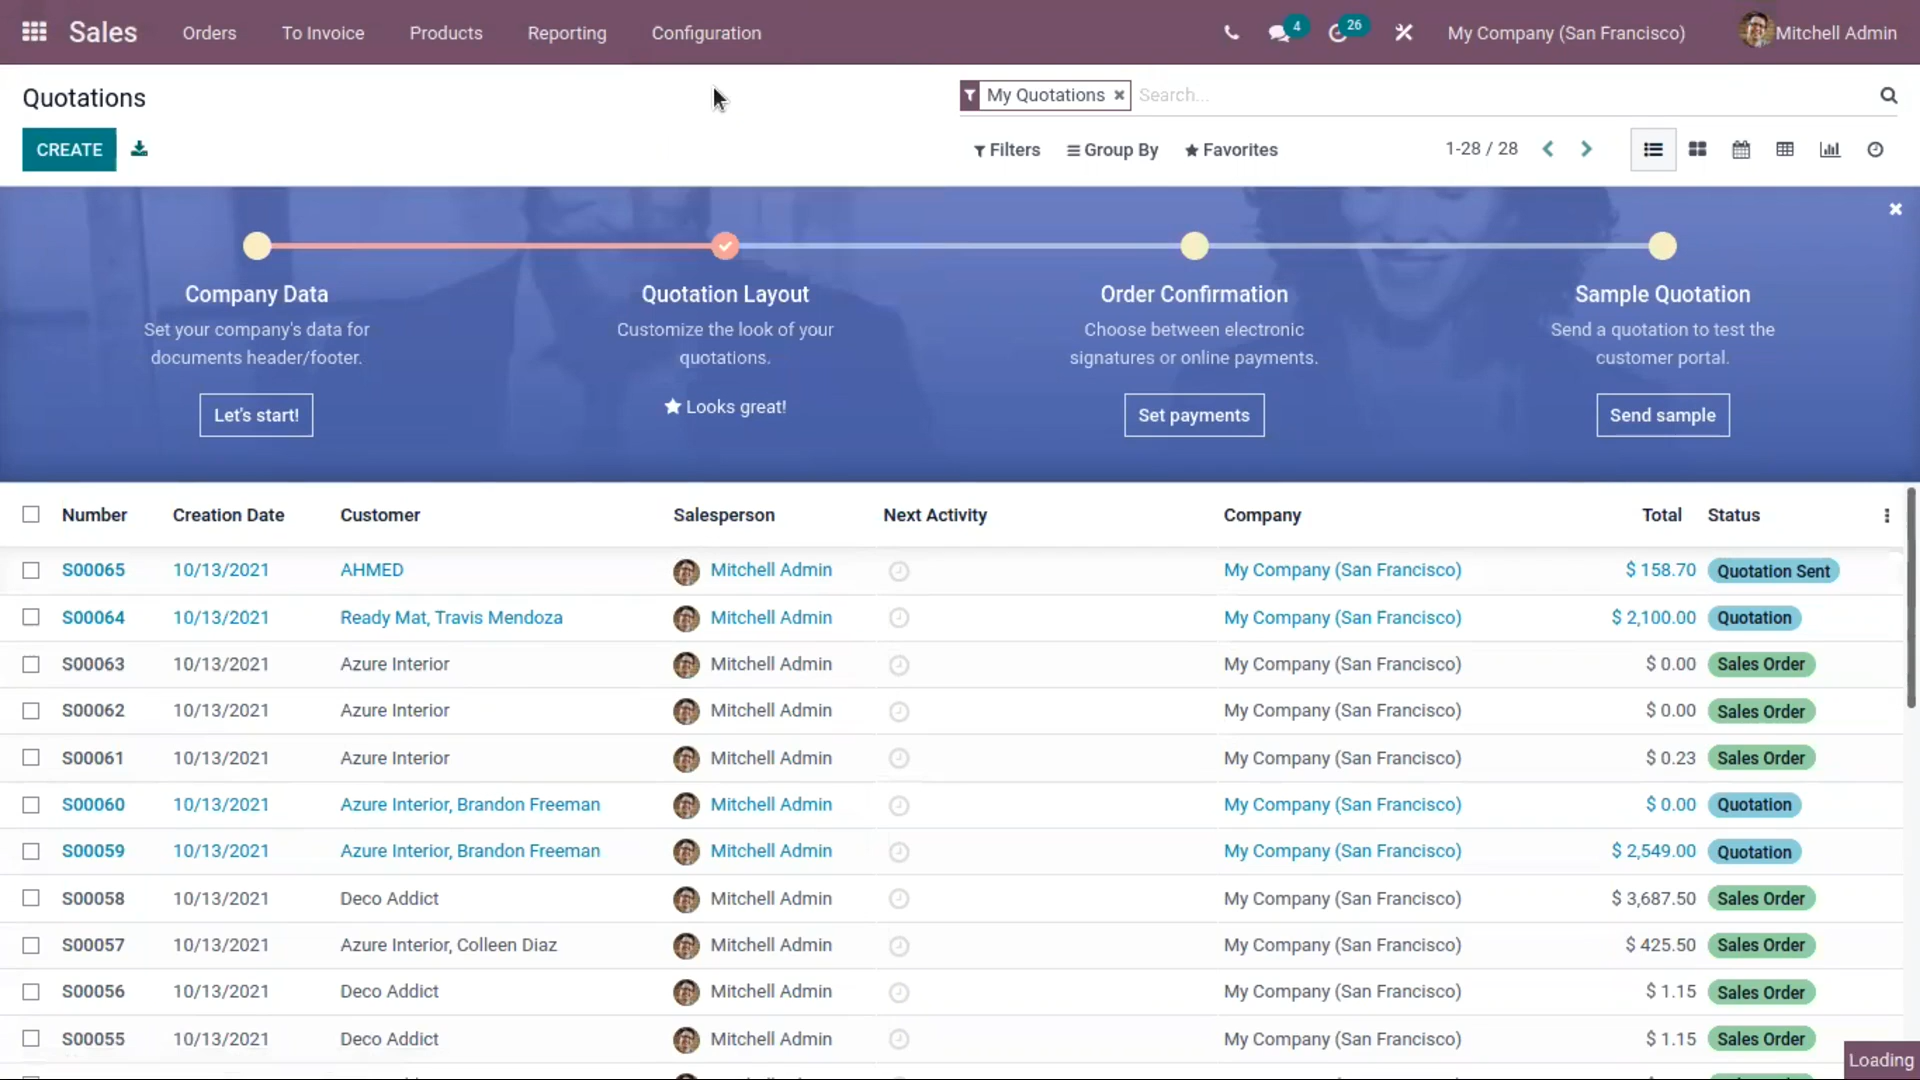 Sales Orders To Invoice Products Reporting Configuration 4 26 My Company (San Francisco) Mitchell Admin
Quotations My Quotations × Search...
CREATE Filters Group By Favorites 1-28 / 28
Company Data Quotation Layout Order Confirmation Sample Quotation
Set your company's data for Customize the look of your Choose between electronic Send a quotation to test the
documents header/footer. quotations. signatures or online payments. customer portal.
Let's start! Looks great! Set payments Send sample
Number Creation Date Customer Salesperson Next Activity Company Total Status
S00065 10/13/2021 AHMED Mitchell Admin My Company (San Francisco) $ 158.70 Quotation Sent
S00064 10/13/2021 Ready Mat, Travis Mendoza Mitchell Admin My Company (San Francisco) $ 2,100.00 Quotation
S00063 10/13/2021 Azure Interior Mitchell Admin My Company (San Francisco) $ 0.00 Sales Order
S00062 10/13/2021 Azure Interior Mitchell Admin My Company (San Francisco) $ 0.00 Sales Order
S00061 10/13/2021 Azure Interior Mitchell Admin My Company (San Francisco) $ 0.23 Sales Order
S00060 10/13/2021 Azure Interior, Brandon Freeman Mitchell Admin My Company (San Francisco) $ 0.00 Quotation
S00059 10/13/2021 Azure Interior, Brandon Freeman Mitchell Admin My Company (San Francisco) $ 2,549.00 Quotation
S00058 10/13/2021 Deco Addict Mitchell Admin My Company (San Francisco) $ 3,687.50 Sales Order
S00057 10/13/2021 Azure Interior, Colleen Diaz Mitchell Admin My Company (San Francisco) $ 425.50 Sales Order
S00056 10/13/2021 Deco Addict Mitchell Admin My Company (San Francisco) $ 1.15 Sales Order
S00055 10/13/2021 Deco Addict Mitchell Admin My Company (San Francisco) $ 1.15 Sales Order
Loading